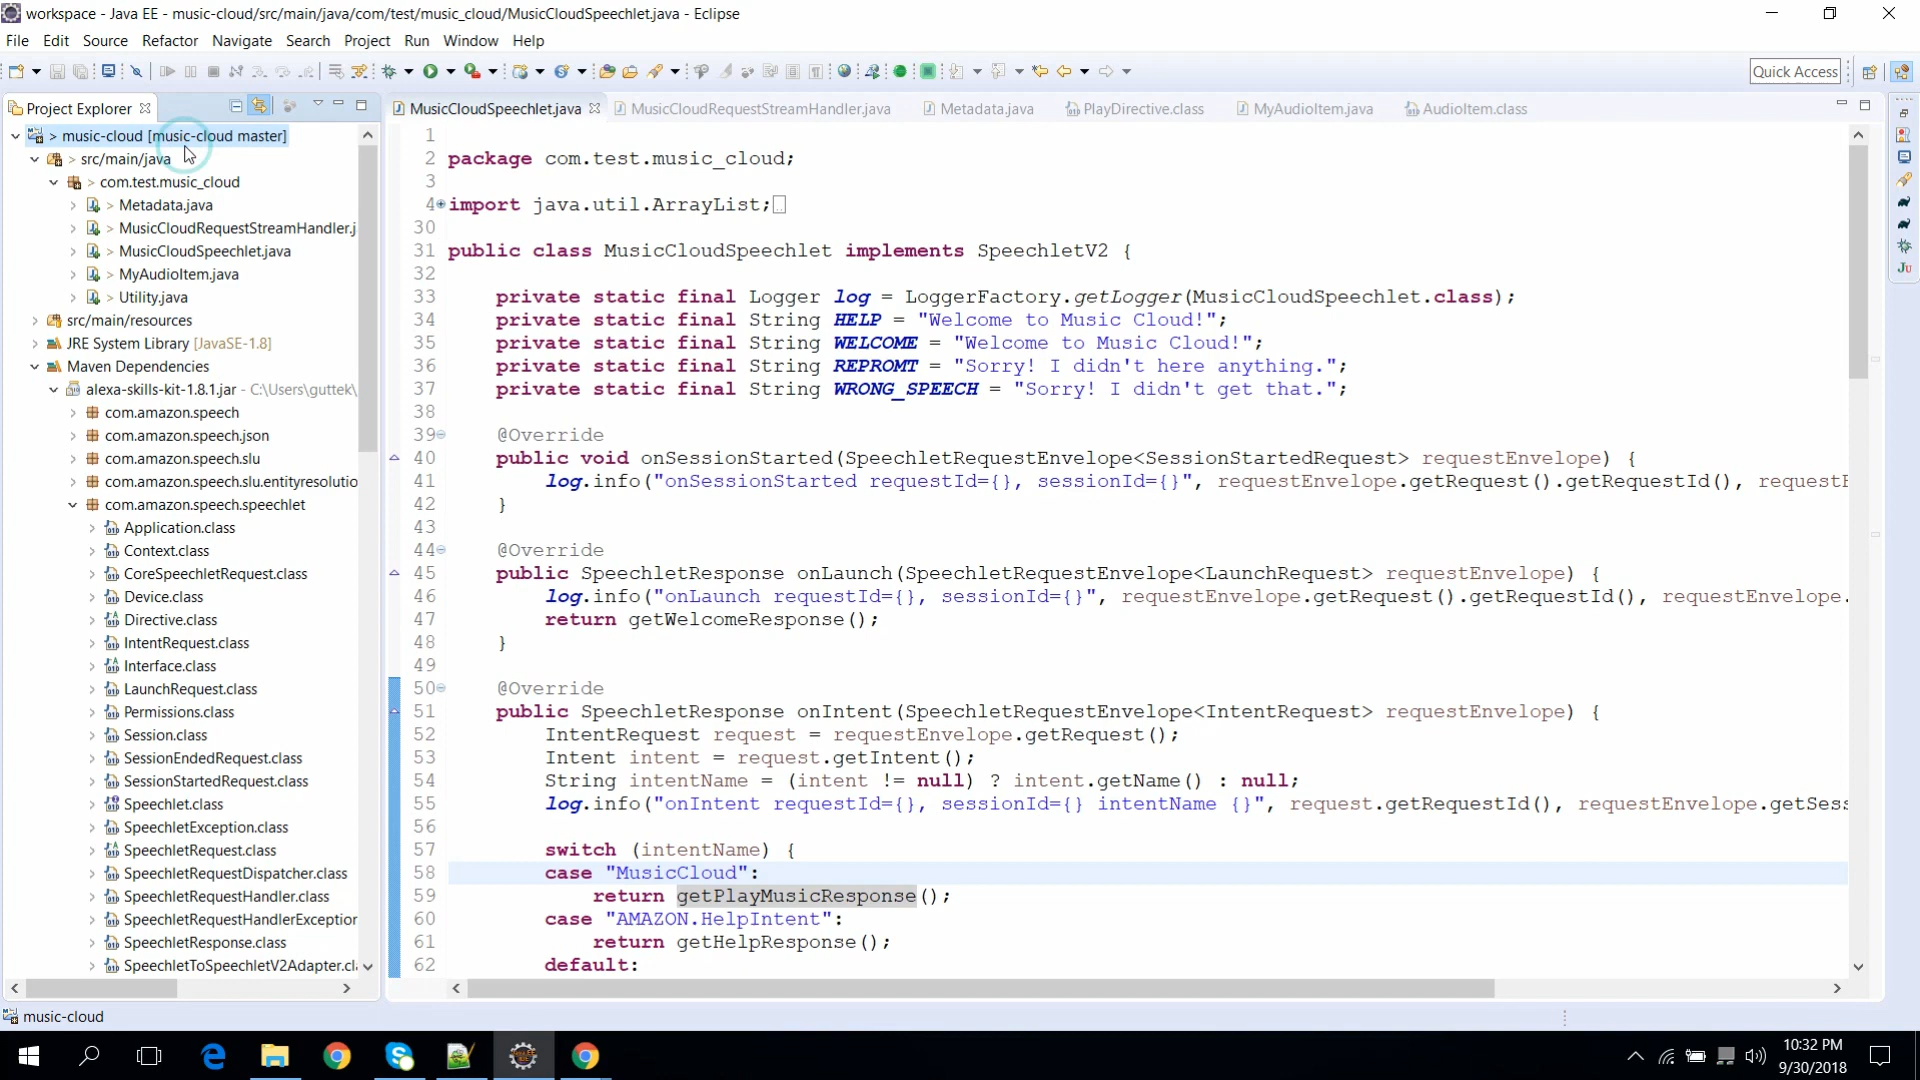 workspace - Java EE - music-cloud/src/main/java/com/test/music_cloud/MusicCloudSpeechlet.java - Eclipse
File Edit Source Refactor Navigate Search Project Run Window Help
Quick Access
Project Explorer
MusicCloudSpeechlet.java MusicCloudRequestStreamHandler.java Metadata.java PlayDirective.class MyAudioItem.java AudioItem.class
> music-cloud [music-cloud master]
> src/main/java
> com.test.music_cloud
> Metadata.java
> MusicCloudRequestStreamHandler.j
> MusicCloudSpeechlet.java
> MyAudioItem.java
> Utility.java
src/main/resources
JRE System Library [JavaSE-1.8]
Maven Dependencies
alexa-skills-kit-1.8.1.jar - C:\Users\guttek\
com.amazon.speech
com.amazon.speech.json
com.amazon.speech.slu
com.amazon.speech.slu.entityresolutio
com.amazon.speech.speechlet
Application.class
Context.class
CoreSpeechletRequest.class
Device.class
Directive.class
IntentRequest.class
Interface.class
LaunchRequest.class
Permissions.class
Session.class
SessionEndedRequest.class
SessionStartedRequest.class
Speechlet.class
SpeechletException.class
SpeechletRequest.class
SpeechletRequestDispatcher.class
SpeechletRequestHandler.class
SpeechletRequestHandlerException
SpeechletResponse.class
SpeechletToSpeechletV2Adapter.cl
1
2 package com.test.music_cloud;
3
4 import java.util.ArrayList;
30
31 public class MusicCloudSpeechlet implements SpeechletV2 {
32
33 private static final Logger log = LoggerFactory.getLogger(MusicCloudSpeechlet.class);
34 private static final String HELP = "Welcome to Music Cloud!";
35 private static final String WELCOME = "Welcome to Music Cloud!";
36 private static final String REPROMT = "Sorry! I didn't here anything.";
37 private static final String WRONG_SPEECH = "Sorry! I didn't get that.";
38
39 @Override
40 public void onSessionStarted(SpeechletRequestEnvelope<SessionStartedRequest> requestEnvelope) {
41 log.info("onSessionStarted requestId={}, sessionId={}", requestEnvelope.getRequest().getRequestId(), requestE
42 }
43
44 @Override
45 public SpeechletResponse onLaunch(SpeechletRequestEnvelope<LaunchRequest> requestEnvelope) {
46 log.info("onLaunch requestId={}, sessionId={}", requestEnvelope.getRequest().getRequestId(), requestEnvelope.
47 return getWelcomeResponse();
48 }
49
50 @Override
51 public SpeechletResponse onIntent(SpeechletRequestEnvelope<IntentRequest> requestEnvelope) {
52 IntentRequest request = requestEnvelope.getRequest();
53 Intent intent = request.getIntent();
54 String intentName = (intent != null) ? intent.getName() : null;
55 log.info("onIntent requestId={}, sessionId={} intentName {}", request.getRequestId(), requestEnvelope.getSess
56
57 switch (intentName) {
58 case "MusicCloud":
59 return getPlayMusicResponse();
60 case "AMAZON.HelpIntent":
61 return getHelpResponse();
62 default:
music-cloud
10:32 PM
9/30/2018